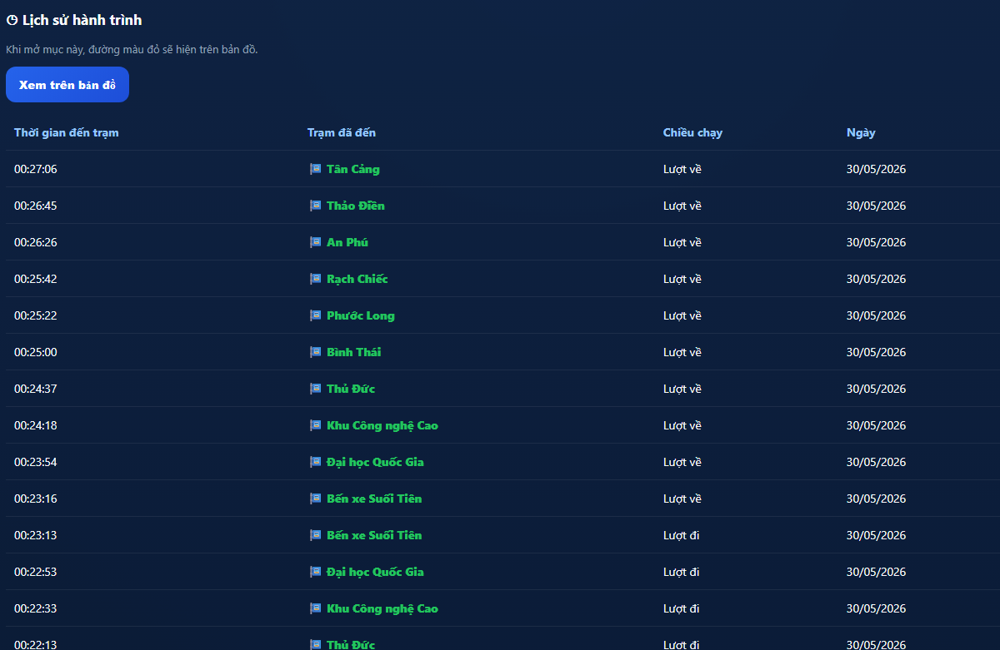 Lịch sử hành trình
Khi mở mục này, đường màu đỏ sẽ hiện trên bản đồ.
Xem trên bản đồ
Thời gian đến trạm Trạm đã đến Chiều chạy Ngày
00:27:06 Tân Cảng Lượt về 30/05/2026
00:26:45 Thảo Điền Lượt về 30/05/2026
00:26:26 An Phú Lượt về 30/05/2026
00:25:42 Rạch Chiếc Lượt về 30/05/2026
00:25:22 Phước Long Lượt về 30/05/2026
00:25:00 Bình Thái Lượt về 30/05/2026
00:24:37 Thủ Đức Lượt về 30/05/2026
00:24:18 Khu Công nghệ Cao Lượt về 30/05/2026
00:23:54 Đại học Quốc Gia Lượt về 30/05/2026
00:23:16 Bến xe Suối Tiên Lượt về 30/05/2026
00:23:13 Bến xe Suối Tiên Lượt đi 30/05/2026
00:22:53 Đại học Quốc Gia Lượt đi 30/05/2026
00:22:33 Khu Công nghệ Cao Lượt đi 30/05/2026
00:22:13 Thủ Đức Lượt đi 30/05/2026